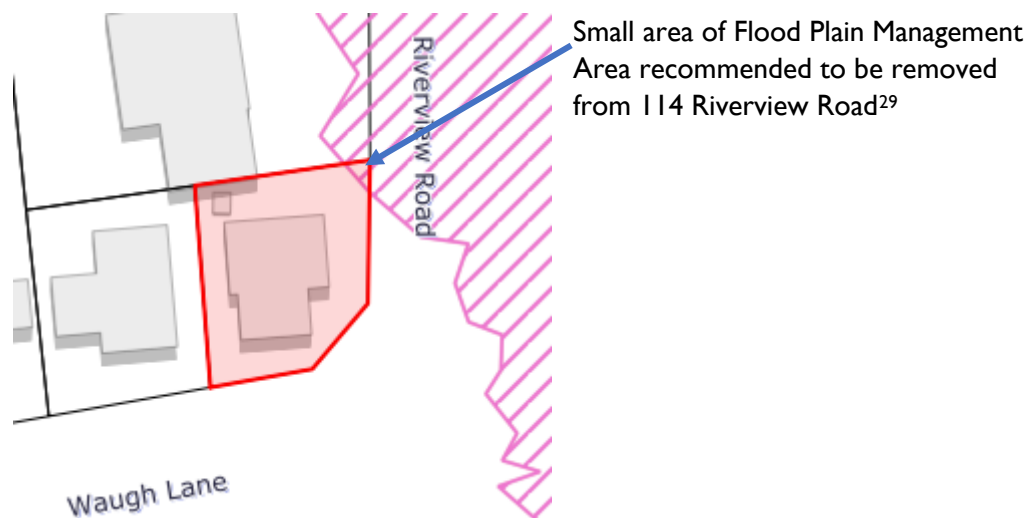 Small area of Flood Plain Management
Area recommended to be removed
from 114 Riverview Road²⁹
Riverview Road
Waugh Lane